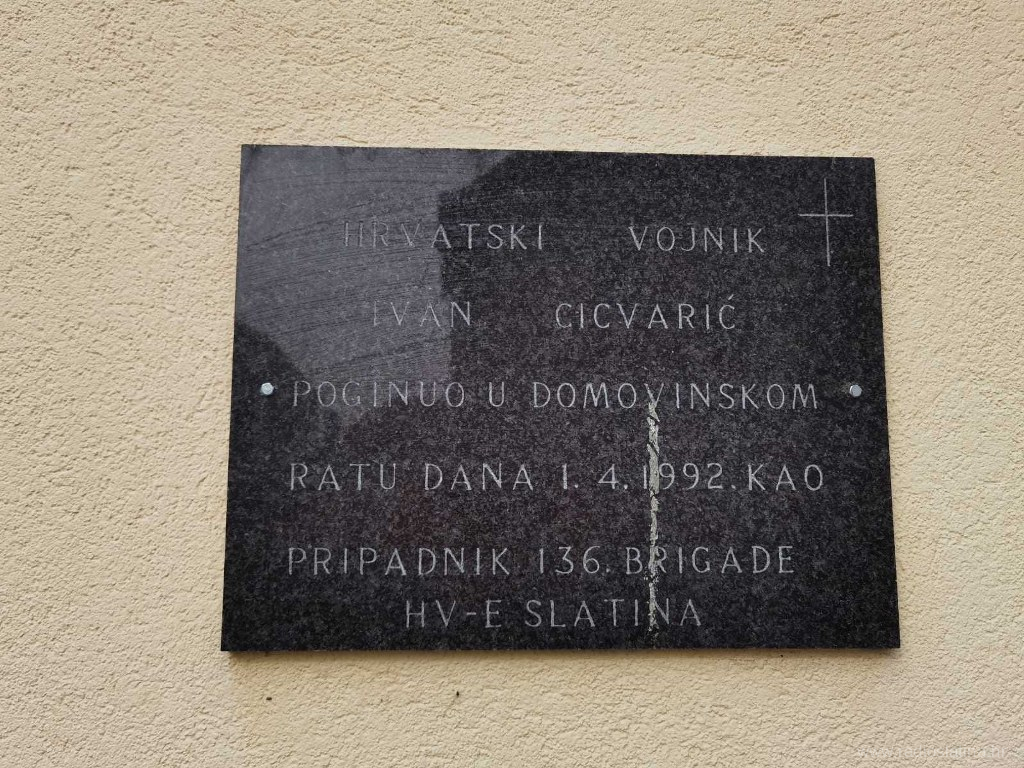 HRVATSKI VOJNIK
IVAN CICVARIĆ
POGINUO U DOMOVINSKOM
RATU DANA 1.4.1992.KAO
PRIPADNIK 136.BRIGADE
HV-E SLATINA